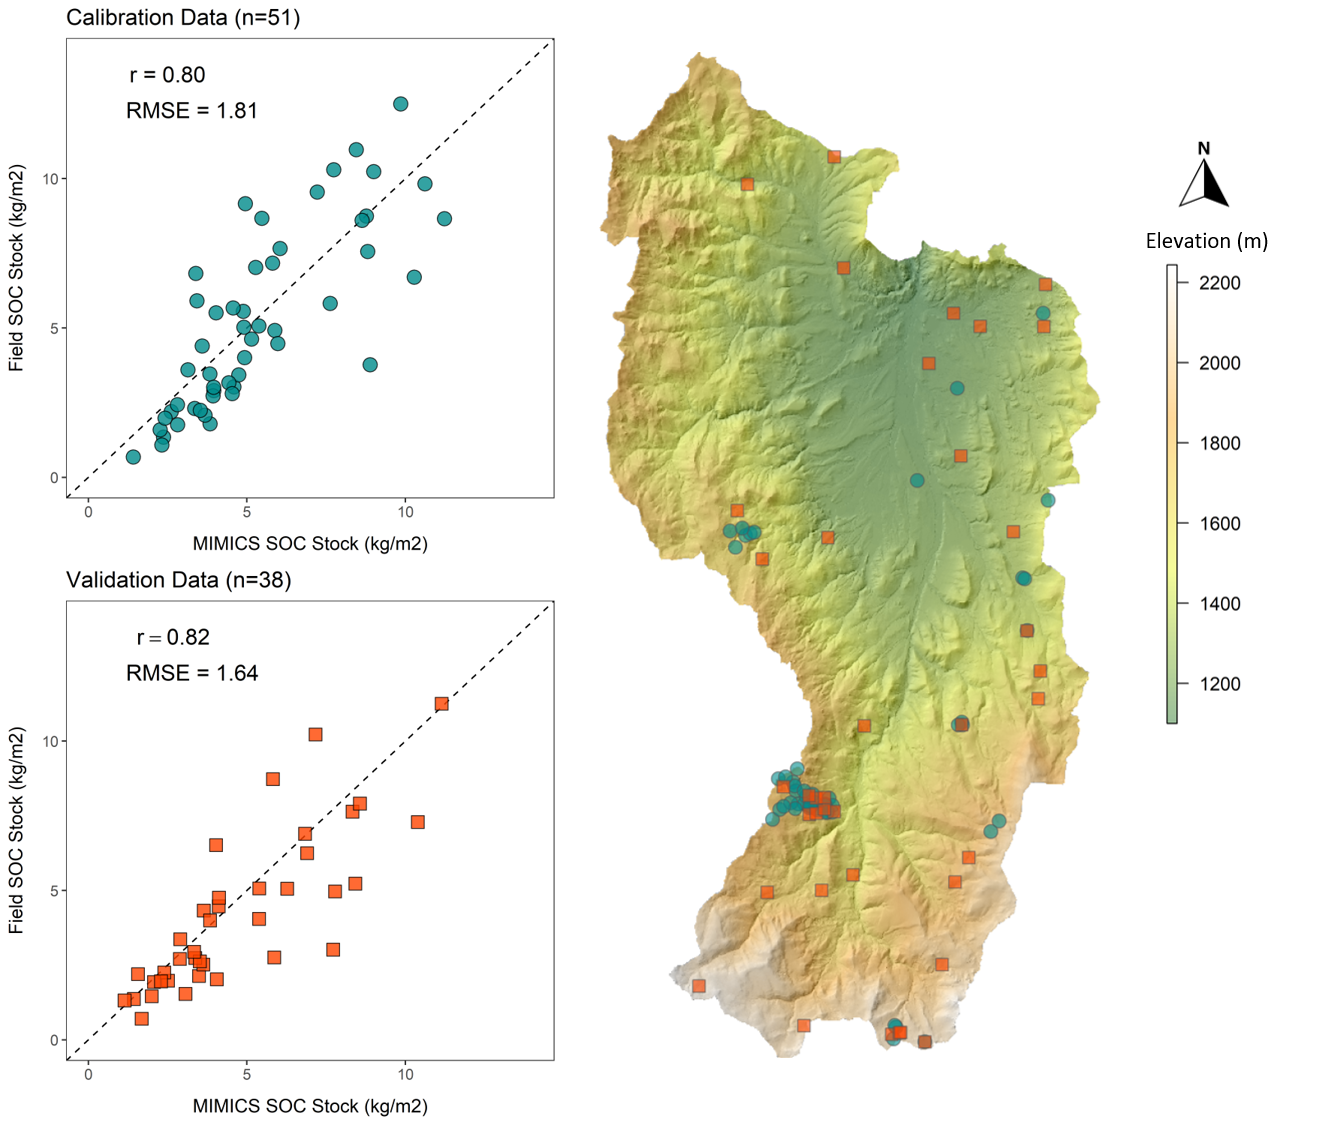 Calibration Data (n=51)
r = 0.80
RMSE = 1.81
Field SOC Stock (kg/m2)
10
5
0
0 5 10
MIMICS SOC Stock (kg/m2)
Validation Data (n=38)
r = 0.82
RMSE = 1.64
Field SOC Stock (kg/m2)
10
5
0
0 5 10
MIMICS SOC Stock (kg/m2)
N
Elevation (m)
2200
2000
1800
1600
1400
1200